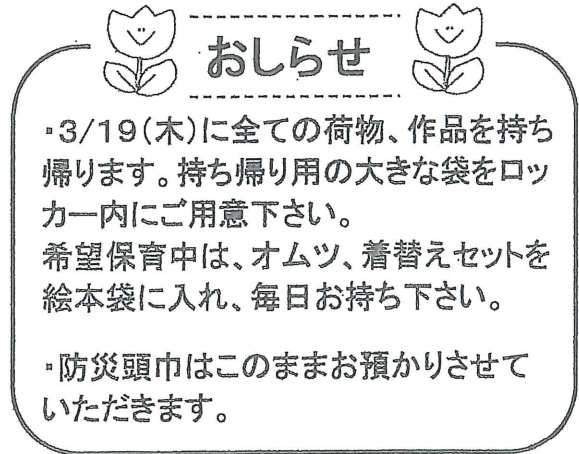 おしらせ
・3/19(木)に全ての荷物、作品を持ち
帰ります。持ち帰り用の大きな袋をロッ
カー内にご用意下さい。
希望保育中は、オムツ、着替えセットを
絵本袋に入れ、毎日お持ち下さい。
・防災頭巾はこのままお預かりさせて
いただきます。